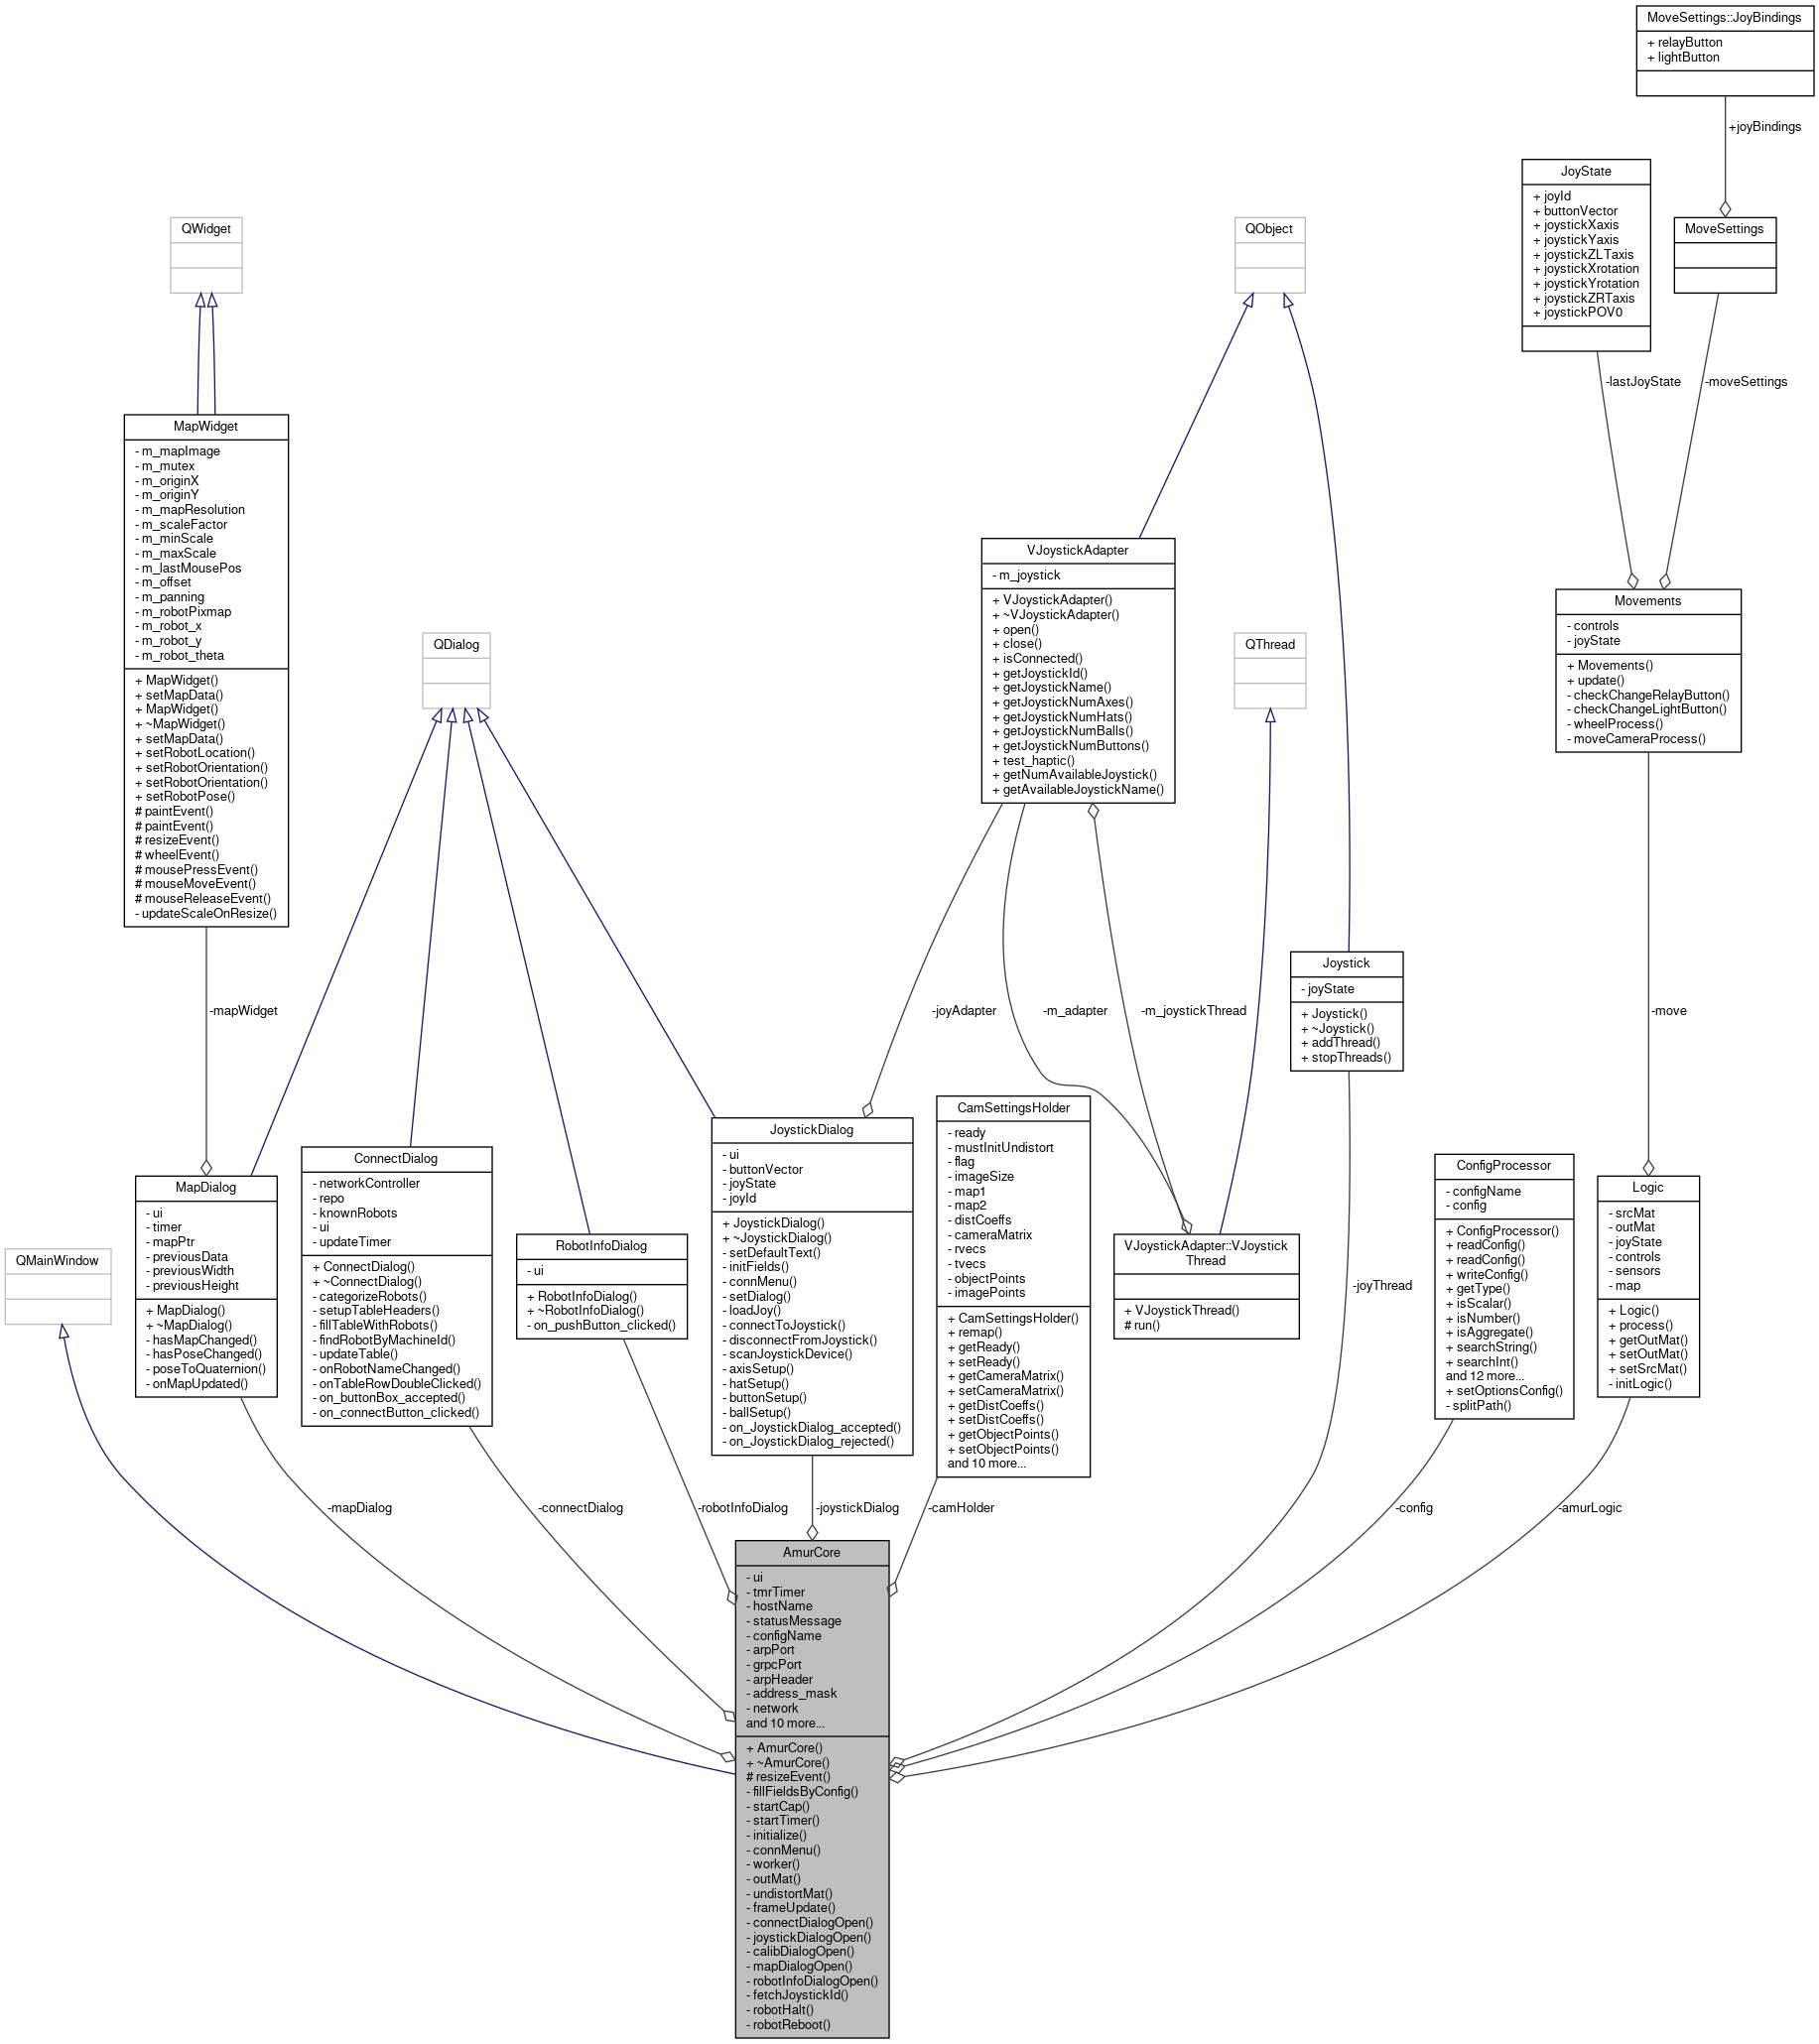 MoveSettings::JoyBindings
+ relayButton
+ lightButton
+joyBindings
JoyState
+ joyId
+ buttonVector
+ joystickXaxis
+ joystickYaxis
+ joystickZLTaxis
+ joystickXrotation
+ joystickYrotation
+ joystickZRTaxis
+ joystickPOV0
QWidget
QObject
MoveSettings
-lastJoyState
-moveSettings
MapWidget
- m_mapImage
- m_mutex
- m_originX
- m_originY
- m_mapResolution
- m_scaleFactor
- m_minScale
- m_maxScale
- m_lastMousePos
- m_offset
- m_panning
- m_robotPixmap
- m_robot_x
- m_robot_y
- m_robot_theta
+ MapWidget()
+ setMapData()
+ MapWidget()
+ ~MapWidget()
+ setMapData()
+ setRobotLocation()
+ setRobotOrientation()
+ setRobotOrientation()
+ setRobotPose()
# paintEvent()
# paintEvent()
# resizeEvent()
# wheelEvent()
# mousePressEvent()
# mouseMoveEvent()
# mouseReleaseEvent()
- updateScaleOnResize()
VJoystickAdapter
- m_joystick
+ VJoystickAdapter()
+ ~VJoystickAdapter()
+ open()
+ close()
+ isConnected()
+ getJoystickId()
+ getJoystickName()
+ getJoystickNumAxes()
+ getJoystickNumHats()
+ getJoystickNumBalls()
+ getJoystickNumButtons()
+ test_haptic()
+ getNumAvailableJoystick()
+ getAvailableJoystickName()
Movements
- controls
- joyState
+ Movements()
+ update()
- checkChangeRelayButton()
- checkChangeLightButton()
- wheelProcess()
- moveCameraProcess()
QDialog
QThread
Joystick
- joyState
+ Joystick()
+ ~Joystick()
+ addThread()
+ stopThreads()
-mapWidget
-joyAdapter
-m_adapter
-m_joystickThread
-move
MapDialog
- ui
- timer
- mapPtr
- previousData
- previousWidth
- previousHeight
+ MapDialog()
+ ~MapDialog()
- hasMapChanged()
- hasPoseChanged()
- poseToQuaternion()
- onMapUpdated()
ConnectDialog
- networkController
- repo
- knownRobots
- ui
- updateTimer
+ ConnectDialog()
+ ~ConnectDialog()
- categorizeRobots()
- setupTableHeaders()
- fillTableWithRobots()
- findRobotByMachineId()
- updateTable()
- onRobotNameChanged()
- onTableRowDoubleClicked()
- on_buttonBox_accepted()
- on_connectButton_clicked()
RobotInfoDialog
- ui
+ RobotInfoDialog()
+ ~RobotInfoDialog()
- on_pushButton_clicked()
JoystickDialog
- ui
- buttonVector
- joyState
- joyId
+ JoystickDialog()
+ ~JoystickDialog()
- setDefaultText()
- initFields()
- connMenu()
- setDialog()
- loadJoy()
- connectToJoystick()
- disconnectFromJoystick()
- scanJoystickDevice()
- axisSetup()
- hatSetup()
- buttonSetup()
- ballSetup()
- on_JoystickDialog_accepted()
- on_JoystickDialog_rejected()
CamSettingsHolder
- ready
- mustInitUndistort
- flag
- imageSize
- map1
- map2
- distCoeffs
- cameraMatrix
- rvecs
- tvecs
- objectPoints
- imagePoints
+ CamSettingsHolder()
+ remap()
+ getReady()
+ setReady()
+ getCameraMatrix()
+ setCameraMatrix()
+ getDistCoeffs()
+ setDistCoeffs()
+ getObjectPoints()
+ setObjectPoints()
and 10 more...
VJoystickAdapter::VJoystick
Thread
+ VJoystickThread()
# run()
-joyThread
ConfigProcessor
- configName
- config
+ ConfigProcessor()
+ readConfig()
+ readConfig()
+ writeConfig()
+ getType()
+ isScalar()
+ isNumber()
+ isAggregate()
+ searchString()
+ searchInt()
and 12 more...
+ setOptionsConfig()
- splitPath()
Logic
- srcMat
- outMat
- joyState
- controls
- sensors
- map
+ Logic()
+ process()
+ getOutMat()
+ setOutMat()
+ setSrcMat()
- initLogic()
QMainWindow
-mapDialog
-connectDialog
-robotInfoDialog
-joystickDialog
-camHolder
-config
-amurLogic
AmurCore
- ui
- tmrTimer
- hostName
- statusMessage
- configName
- arpPort
- grpcPort
- arpHeader
- address_mask
- network
and 10 more...
+ AmurCore()
+ ~AmurCore()
# resizeEvent()
- fillFieldsByConfig()
- startCap()
- startTimer()
- initialize()
- connMenu()
- worker()
- outMat()
- undistortMat()
- frameUpdate()
- connectDialogOpen()
- joystickDialogOpen()
- calibDialogOpen()
- mapDialogOpen()
- robotInfoDialogOpen()
- fetchJoystickId()
- robotHalt()
- robotReboot()